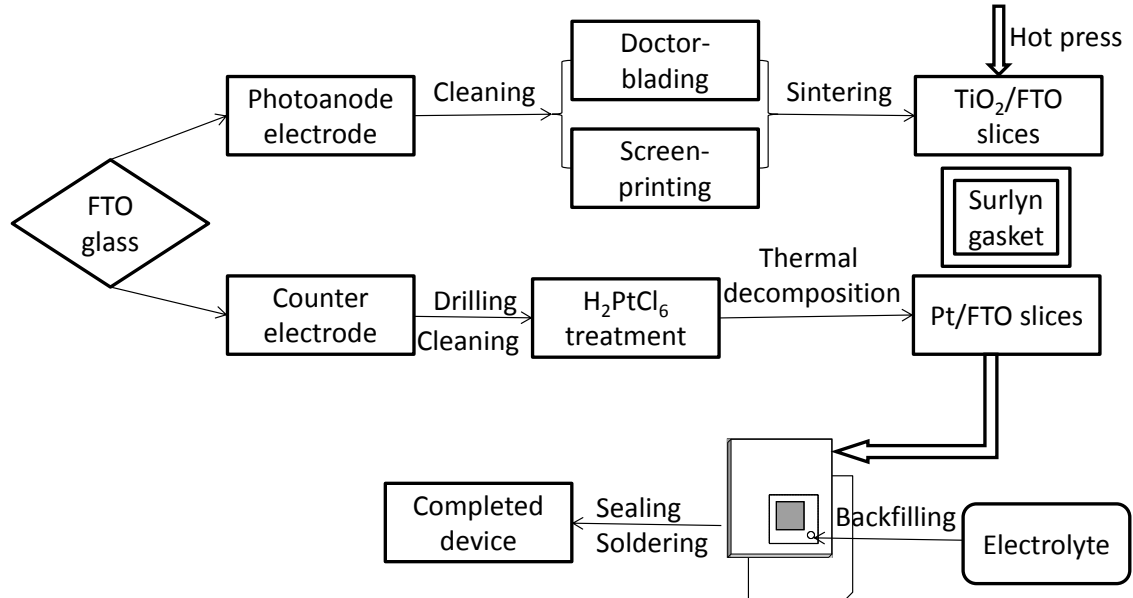 Hot press
Doctor-
blading
Photoanode
electrode
Cleaning
Sintering
TiO₂/FTO
slices
Screen-
printing
FTO
glass
Surlyn
gasket
Counter
electrode
Drilling
Cleaning
H₂PtCl₆
treatment
Thermal
decomposition
Pt/FTO slices
Completed
device
Sealing
Soldering
Backfilling
Electrolyte